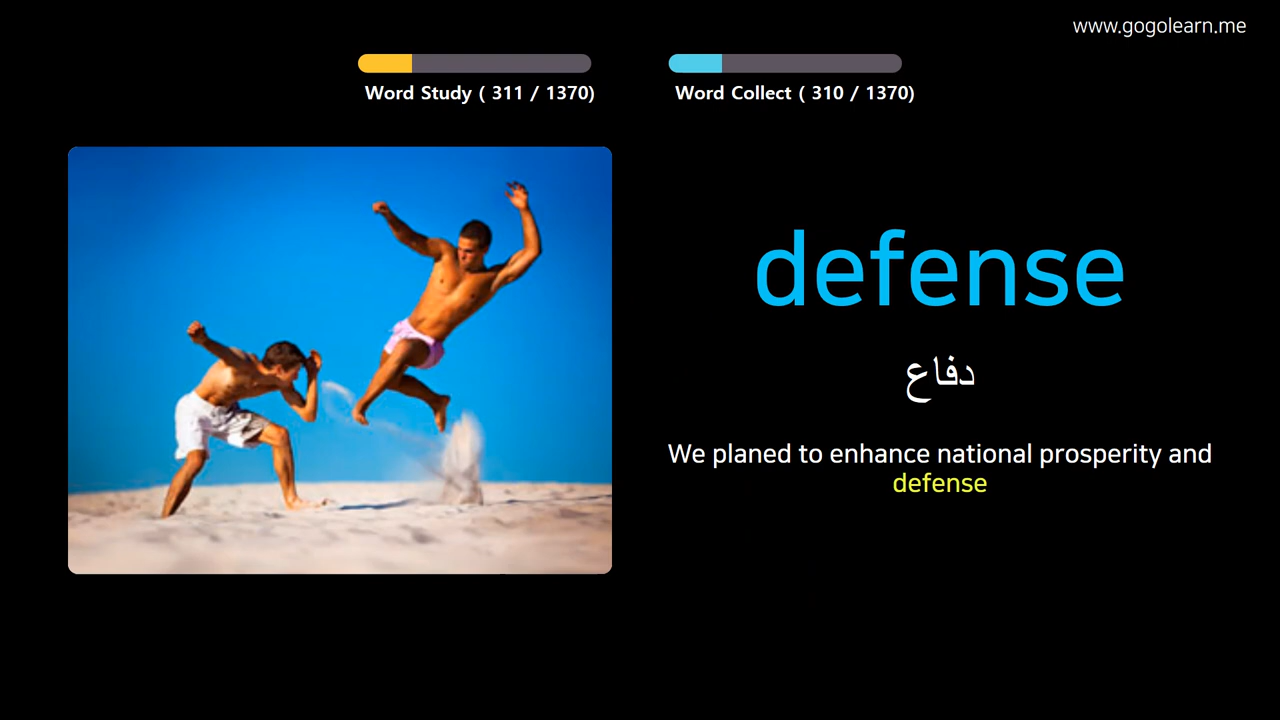 www.gogolearn.me
Word Study ( 311 / 1370)
Word Collect ( 310 / 1370)
defense
دفاع
We planed to enhance national prosperity and
defense